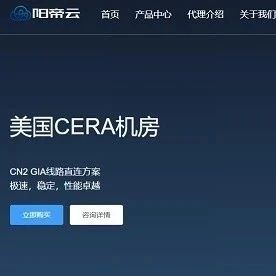 阳帝云 首页 产品中心 代理介绍 关于我们
美国CERA机房
CN2 GIA线路直连方案
极速，稳定，性能卓越
立即购买 咨询详情